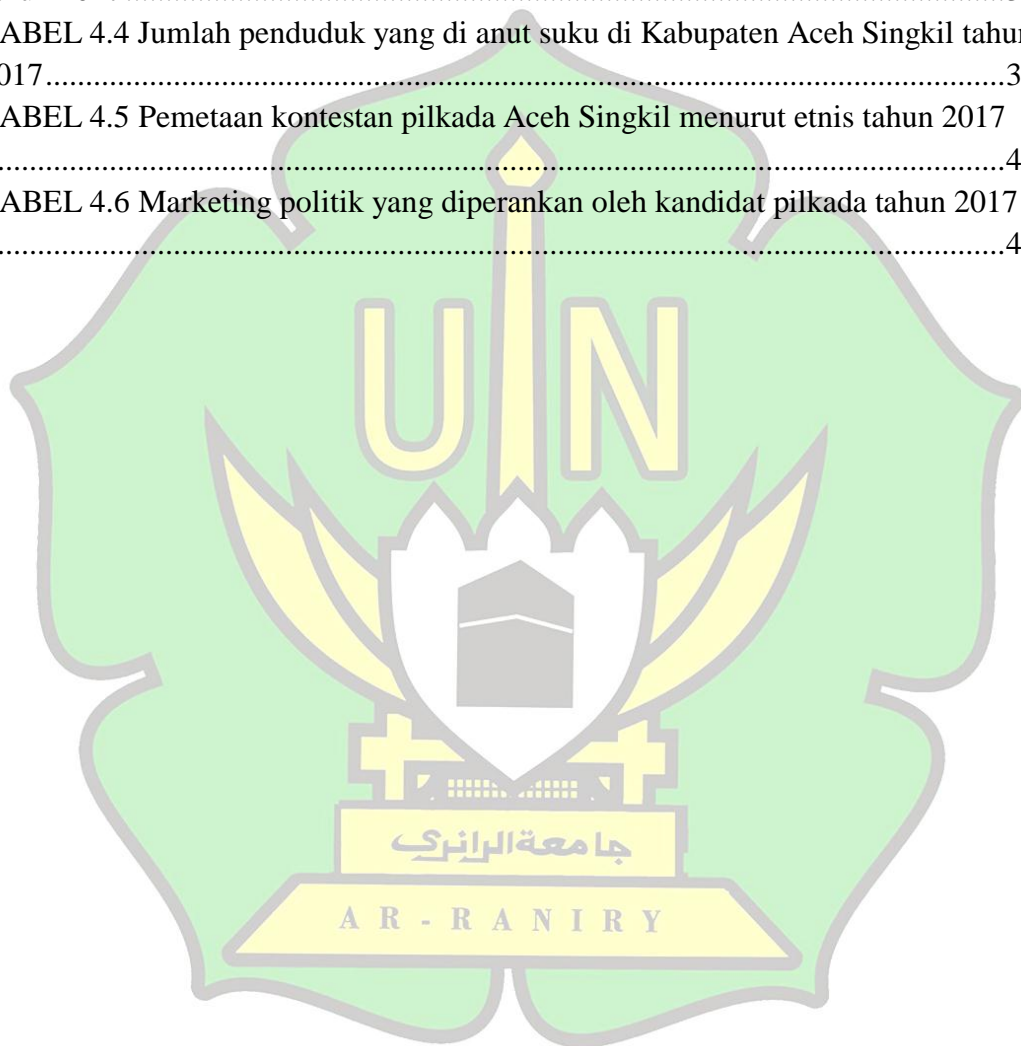 ABEL 4.4 Jumlah penduduk yang di anut suku di Kabupaten Aceh Singkil tahun
017........................................................................................................................3
ABEL 4.5 Pemetaan kontestan pilkada Aceh Singkil menurut etnis tahun 2017
..............................................................................................................................4
ABEL 4.6 Marketing politik yang diperankan oleh kandidat pilkada tahun 2017
..............................................................................................................................4
UIN
جامعةالرانري
AR-RANIRY